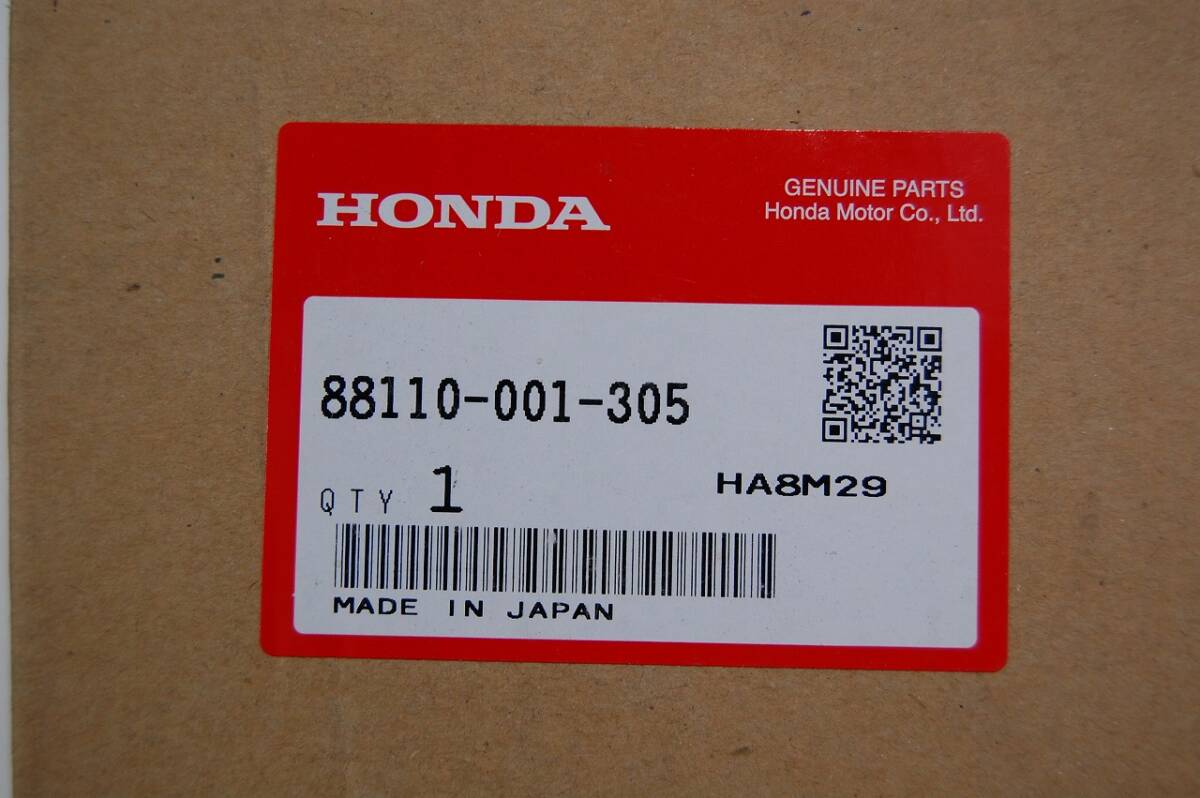 HONDA
GENUINE PARTS
Honda Motor Co., Ltd.
88110-001-305
QTY 1
HA8M29
MADE IN JAPAN